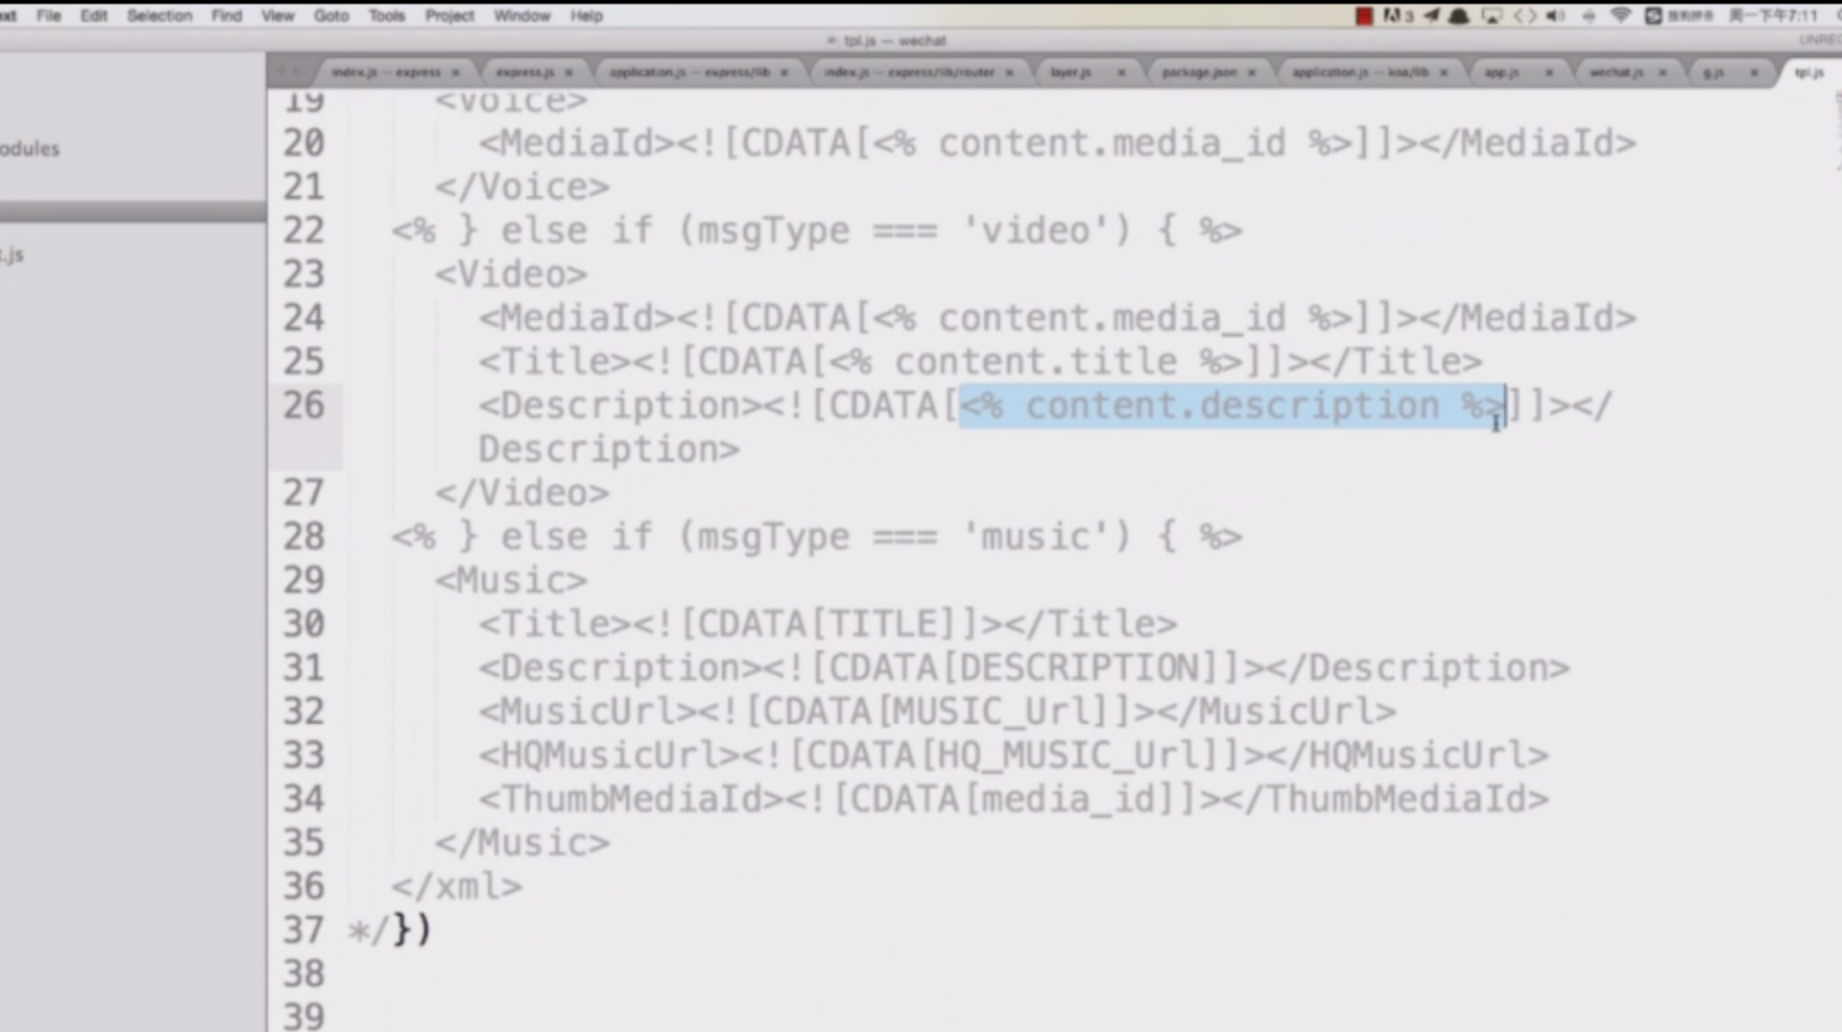 ext File Edit Selection Find View Goto Tools Project Window Help 3 周一下午7:11
tpl.js — wechat UNREG
index.js — express express.js application.js — express/lib index.js — express/lib/router layer.js package.json application.js — koa/lib app.js wechat.js g.js tpl.js
odules
t.js
19 <Voice>
20 <MediaId><![CDATA[<% content.media_id %>]]></MediaId>
21 </Voice>
22 <% } else if (msgType === 'video') { %>
23 <Video>
24 <MediaId><![CDATA[<% content.media_id %>]]></MediaId>
25 <Title><![CDATA[<% content.title %>]]></Title>
26 <Description><![CDATA[<% content.description %>]]></
Description>
27 </Video>
28 <% } else if (msgType === 'music') { %>
29 <Music>
30 <Title><![CDATA[TITLE]]></Title>
31 <Description><![CDATA[DESCRIPTION]]></Description>
32 <MusicUrl><![CDATA[MUSIC_Url]]></MusicUrl>
33 <HQMusicUrl><![CDATA[HQ_MUSIC_Url]]></HQMusicUrl>
34 <ThumbMediaId><![CDATA[media_id]]></ThumbMediaId>
35 </Music>
36 </xml>
37 */})
38
39